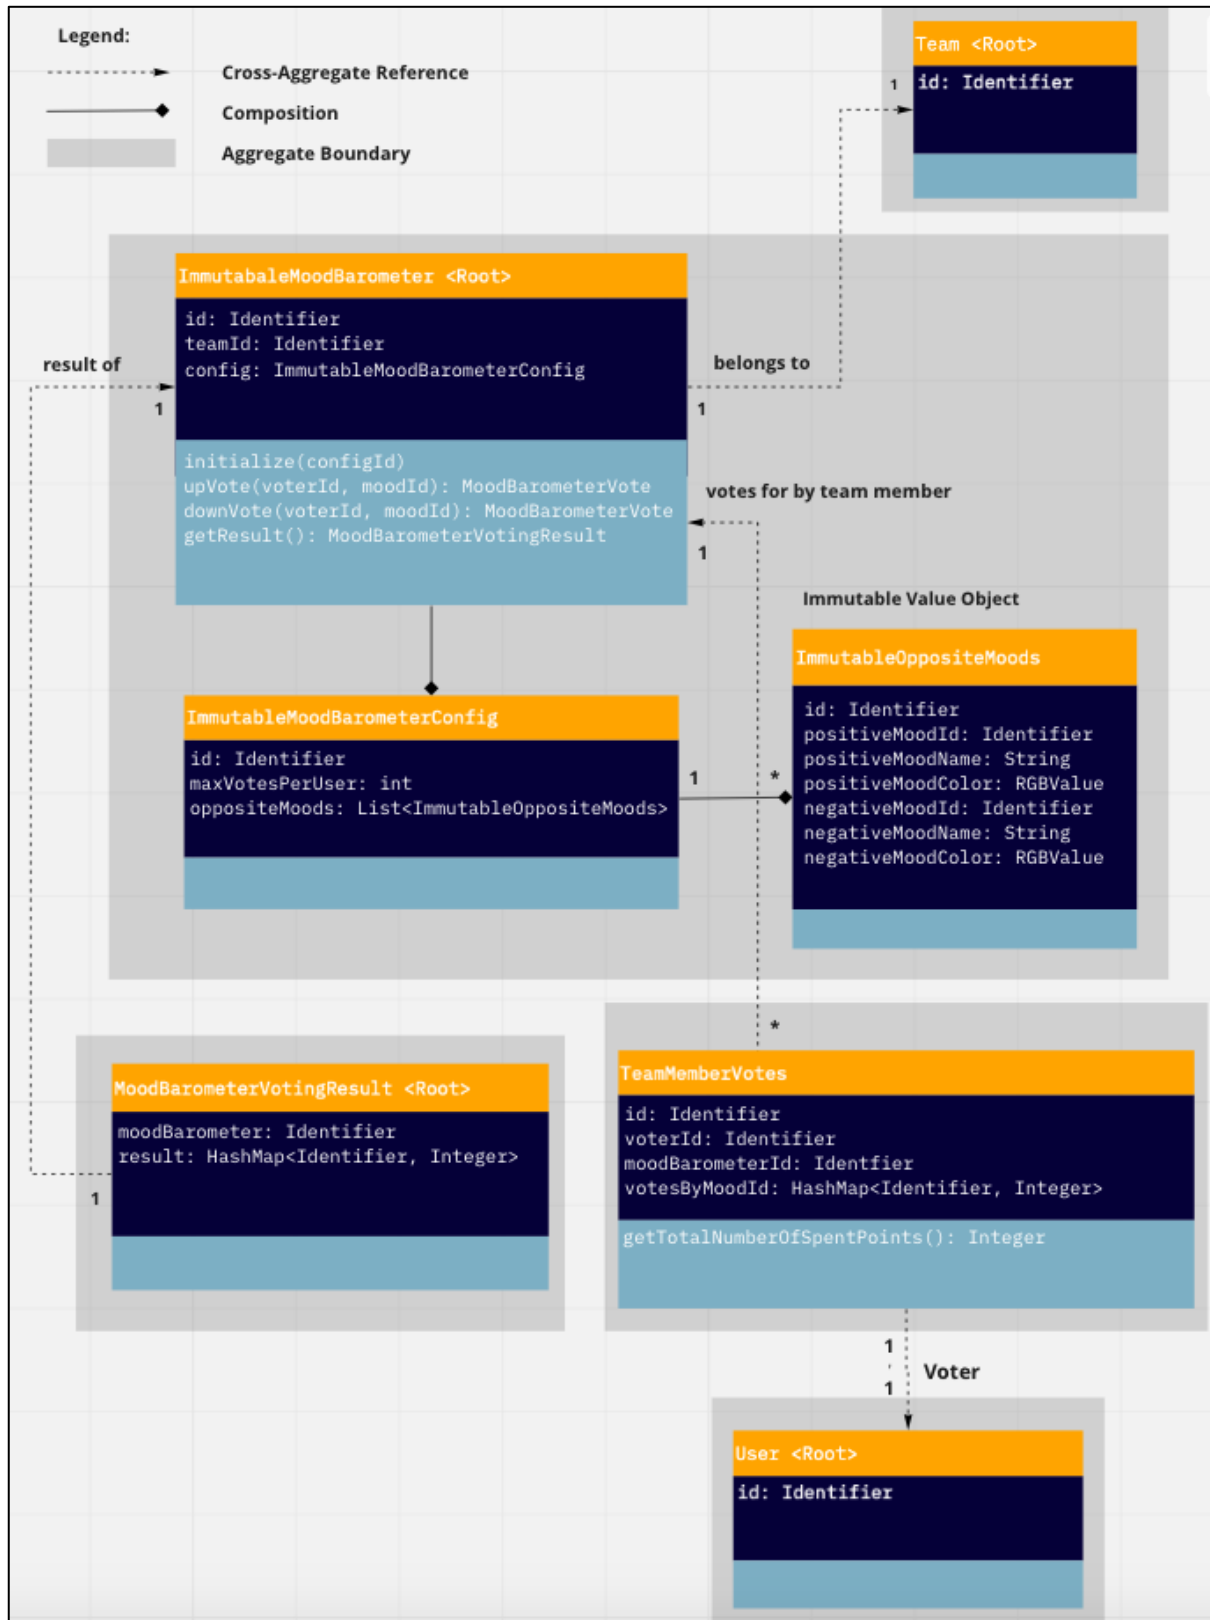 Legend:
Cross-Aggregate Reference
Composition
Aggregate Boundary
Team <Root>
1
id: Identifier
ImmutabaleMoodBarometer <Root>
id: Identifier
teamId: Identifier
config: ImmutableMoodBarometerConfig
result of
1
belongs to
1
initialize(configId)
upVote(voterId, moodId): MoodBarometerVote
downVote(voterId, moodId): MoodBarometerVote
getResult(): MoodBarometerVotingResult
votes for by team member
1
Immutable Value Object
ImmutableOppositeMoods
id: Identifier
positiveMoodId: Identifier
positiveMoodName: String
positiveMoodColor: RGBValue
negativeMoodId: Identifier
negativeMoodName: String
negativeMoodColor: RGBValue
ImmutableMoodBarometerConfig
id: Identifier
maxVotesPerUser: int
oppositeMoods: List<ImmutableOppositeMoods>
1
*
*
MoodBarometerVotingResult <Root>
moodBarometer: Identifier
result: HashMap<Identifier, Integer>
1
TeamMemberVotes
id: Identifier
voterId: Identifier
moodBarometerId: Identfier
votesByMoodId: HashMap<Identifier, Integer>
getTotalNumberOfSpentPoints(): Integer
1
Voter
1
User <Root>
id: Identifier